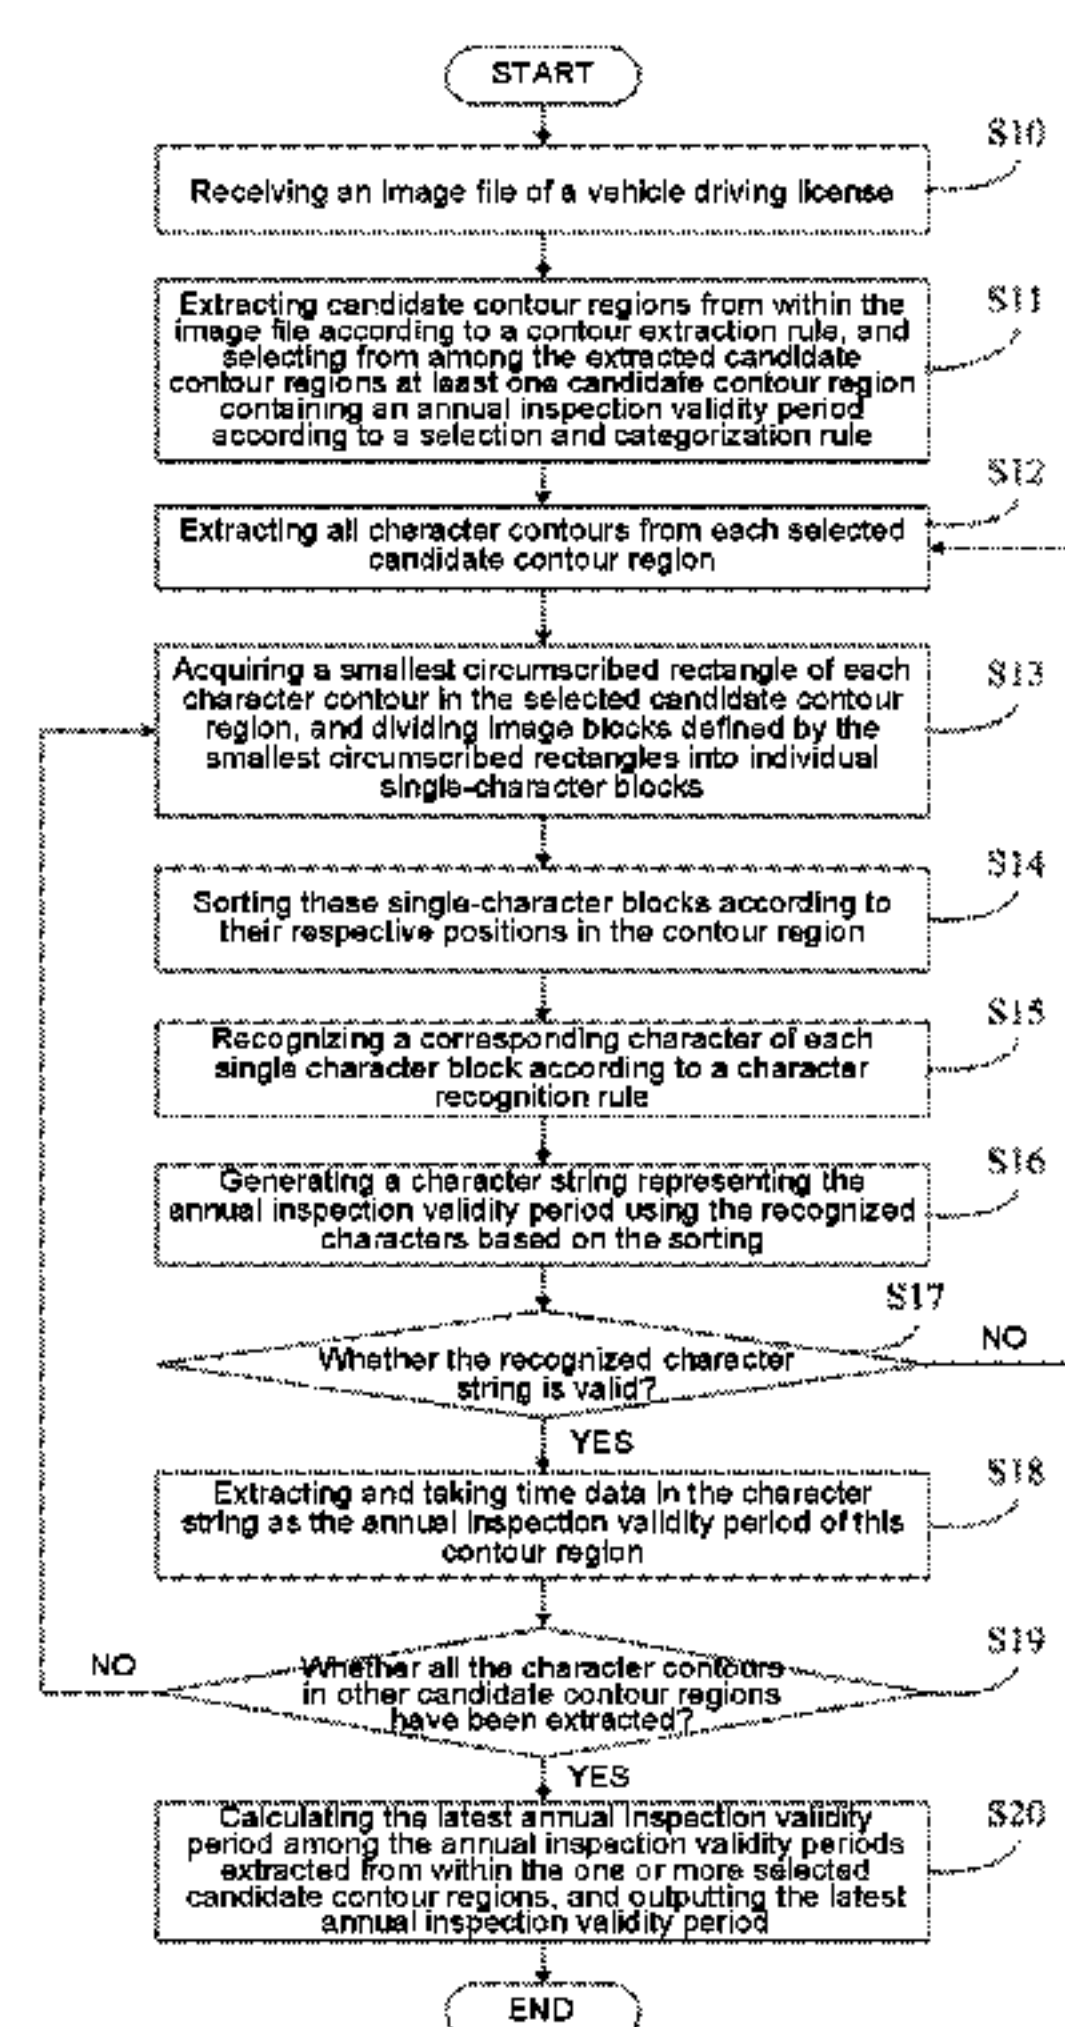 START
S10
Receiving an image file of a vehicle driving license
S11
Extracting candidate contour regions from within the
image file according to a contour extraction rule, and
selecting from among the extracted candidate
contour regions at least one candidate contour region
containing an annual inspection validity period
according to a selection and categorization rule
S12
Extracting all character contours from each selected
candidate contour region
S13
Acquiring a smallest circumscribed rectangle of each
character contour in the selected candidate contour
region, and dividing image blocks defined by the
smallest circumscribed rectangles into individual
single-character blocks
S14
Sorting these single-character blocks according to
their respective positions in the contour region
S15
Recognizing a corresponding character of each
single character block according to a character
recognition rule
S16
Generating a character string representing the
annual inspection validity period using the recognized
characters based on the sorting
S17
NO
Whether the recognized character
string is valid?
YES
S18
Extracting and taking time data in the character
string as the annual inspection validity period of this
contour region
S19
NO
Whether all the character contours
in other candidate contour regions
have been extracted?
YES
S20
Calculating the latest annual inspection validity
period among the annual inspection validity periods
extracted from within the one or more selected
candidate contour regions, and outputting the latest
annual inspection validity period
END